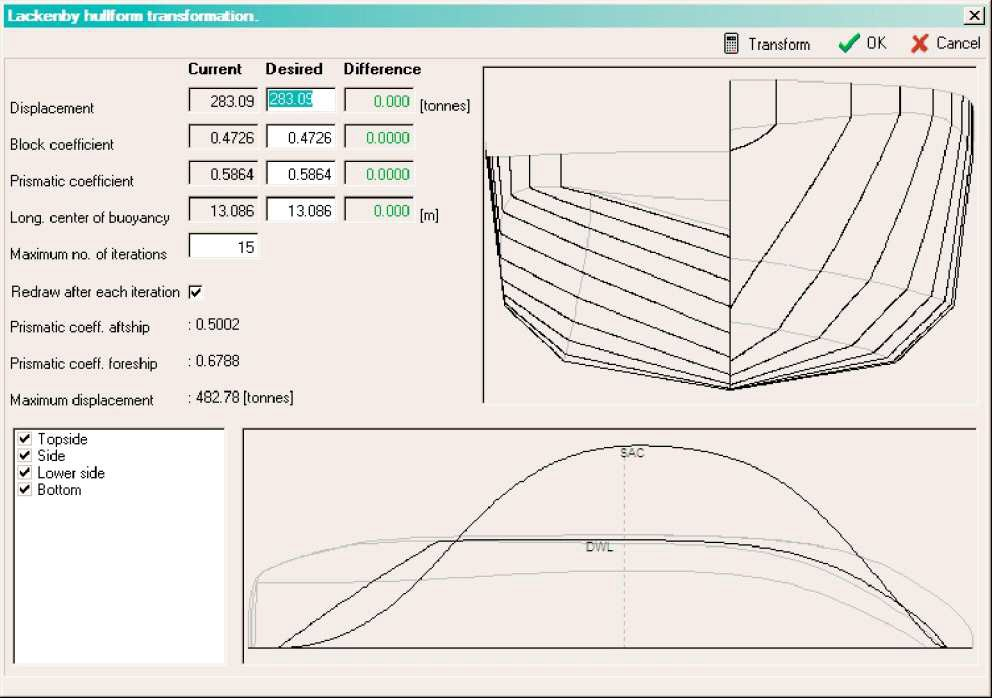 Lackenby hullform transformation.
Transform OK Cancel
Current Desired Difference
Displacement 283.09 283.09 0.000 [tonnes]
Block coefficient 0.4726 0.4726 0.0000
Prismatic coefficient 0.5864 0.5864 0.0000
Long. center of buoyancy 13.086 13.086 0.000 [m]
Maximum no. of iterations 15
Redraw after each iteration
Prismatic coeff. aftship : 0.5002
Prismatic coeff. foreship : 0.6788
Maximum displacement : 482.78 [tonnes]
Topside
Side
Lower side
Bottom
SAC
DWL